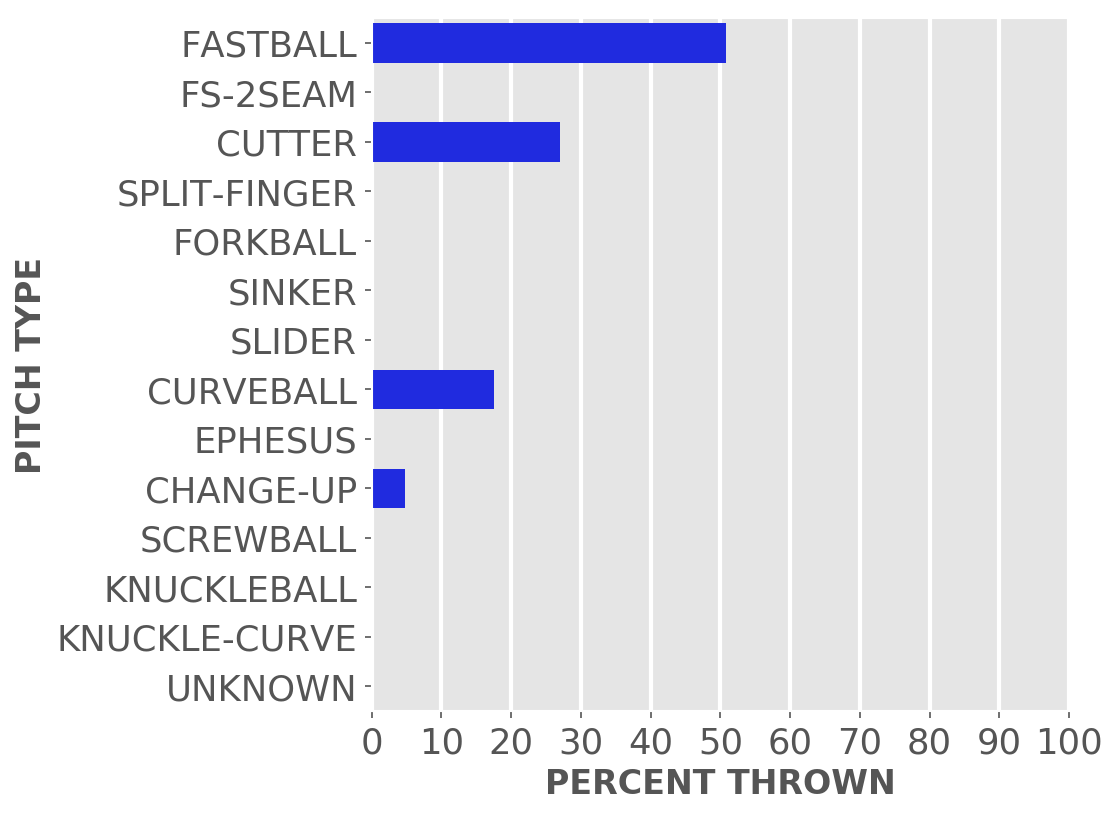 FASTBALL
FS-2SEAM
CUTTER
SPLIT-FINGER
FORKBALL
SINKER
SLIDER
CURVEBALL
EPHESUS
CHANGE-UP
SCREWBALL
KNUCKLEBALL
KNUCKLE-CURVE
UNKNOWN
PITCH TYPE
0 10 20 30 40 50 60 70 80 90 100
PERCENT THROWN